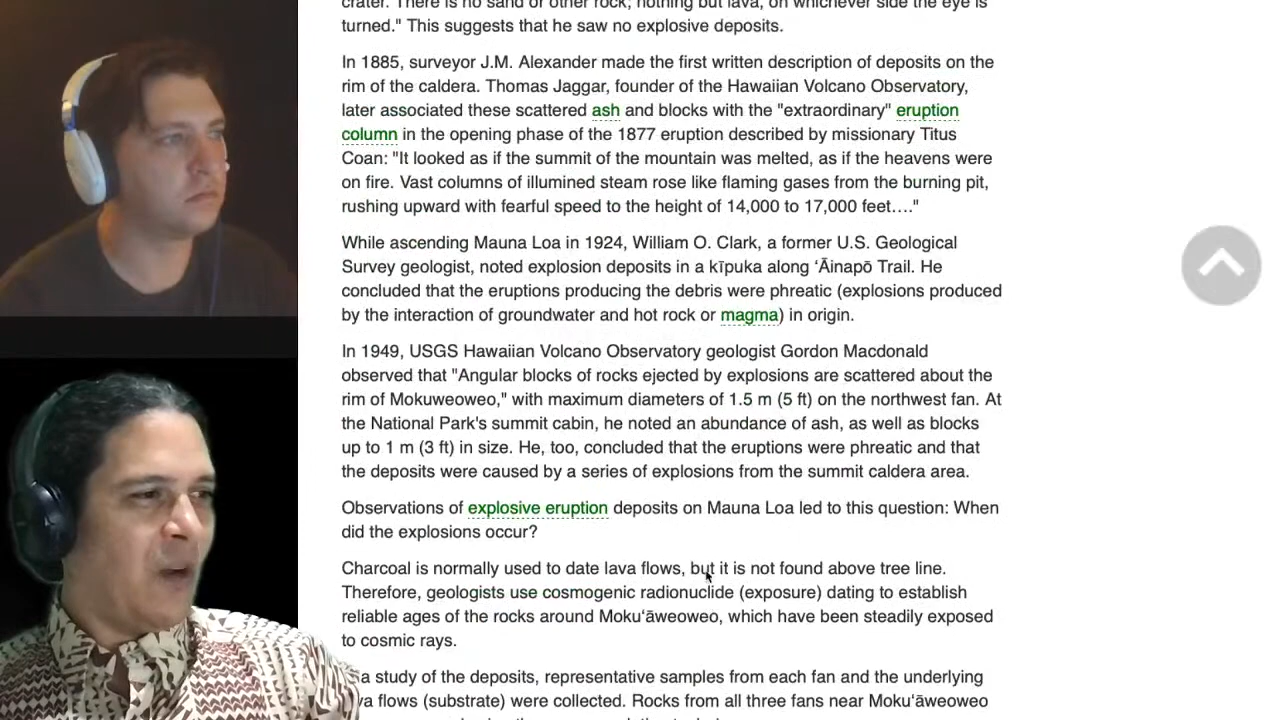 crater. There is no sand or other rock; nothing but lava, on whichever side the eye is
turned." This suggests that he saw no explosive deposits.
In 1885, surveyor J.M. Alexander made the first written description of deposits on the
rim of the caldera. Thomas Jaggar, founder of the Hawaiian Volcano Observatory,
later associated these scattered ash and blocks with the "extraordinary" eruption
column in the opening phase of the 1877 eruption described by missionary Titus
Coan: "It looked as if the summit of the mountain was melted, as if the heavens were
on fire. Vast columns of illumined steam rose like flaming gases from the burning pit,
rushing upward with fearful speed to the height of 14,000 to 17,000 feet…."
While ascending Mauna Loa in 1924, William O. Clark, a former U.S. Geological
Survey geologist, noted explosion deposits in a kīpuka along ʻĀinapō Trail. He
concluded that the eruptions producing the debris were phreatic (explosions produced
by the interaction of groundwater and hot rock or magma) in origin.
In 1949, USGS Hawaiian Volcano Observatory geologist Gordon Macdonald
observed that "Angular blocks of rocks ejected by explosions are scattered about the
rim of Mokuweoweo," with maximum diameters of 1.5 m (5 ft) on the northwest fan. At
the National Park's summit cabin, he noted an abundance of ash, as well as blocks
up to 1 m (3 ft) in size. He, too, concluded that the eruptions were phreatic and that
the deposits were caused by a series of explosions from the summit caldera area.
Observations of explosive eruption deposits on Mauna Loa led to this question: When
did the explosions occur?
Charcoal is normally used to date lava flows, but it is not found above tree line.
Therefore, geologists use cosmogenic radionuclide (exposure) dating to establish
reliable ages of the rocks around Mokuʻāweoweo, which have been steadily exposed
to cosmic rays.
a study of the deposits, representative samples from each fan and the underlying
flows (substrate) were collected. Rocks from all three fans near Mokuʻāweoweo